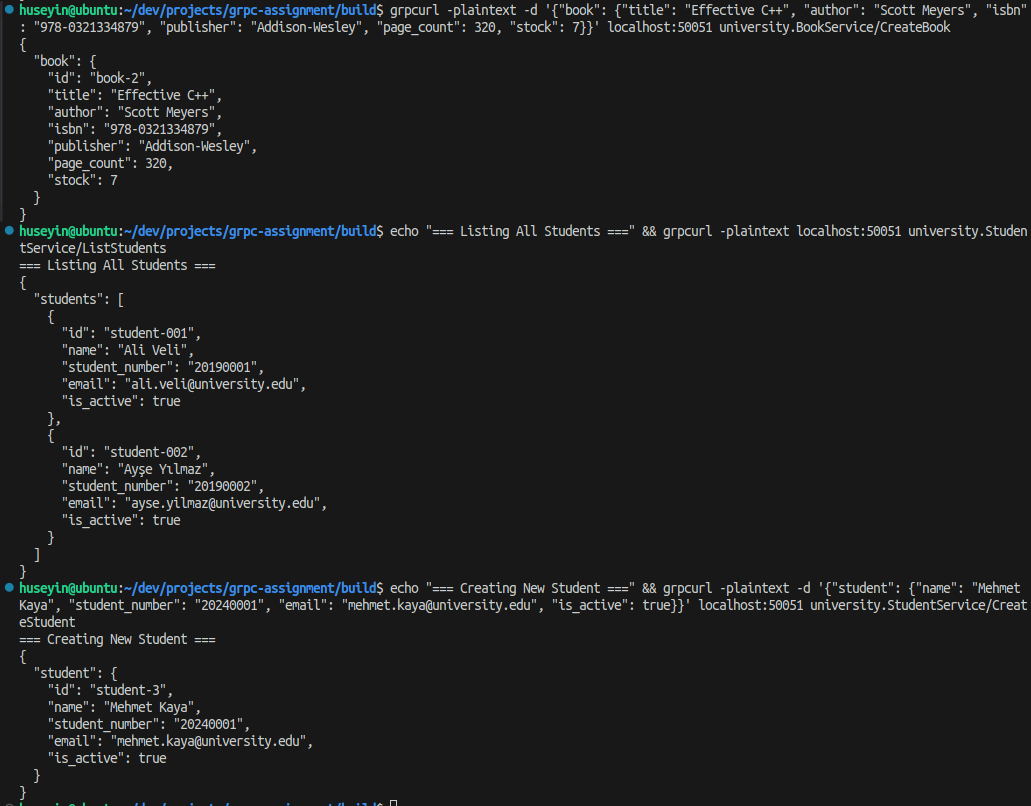 huseyin@ubuntu:~/dev/projects/grpc-assignment/build$ grpcurl -plaintext -d '{"book": {"title": "Effective C++", "author": "Scott Meyers", "isbn"
: "978-0321334879", "publisher": "Addison-Wesley", "page_count": 320, "stock": 7}}' localhost:50051 university.BookService/CreateBook
{
  "book": {
    "id": "book-2",
    "title": "Effective C++",
    "author": "Scott Meyers",
    "isbn": "978-0321334879",
    "publisher": "Addison-Wesley",
    "page_count": 320,
    "stock": 7
  }
}
huseyin@ubuntu:~/dev/projects/grpc-assignment/build$ echo "=== Listing All Students ===" && grpcurl -plaintext localhost:50051 university.Studen
tService/ListStudents
=== Listing All Students ===
{
  "students": [
    {
      "id": "student-001",
      "name": "Ali Veli",
      "student_number": "20190001",
      "email": "ali.veli@university.edu",
      "is_active": true
    },
    {
      "id": "student-002",
      "name": "Ayşe Yılmaz",
      "student_number": "20190002",
      "email": "ayse.yilmaz@university.edu",
      "is_active": true
    }
  ]
}
huseyin@ubuntu:~/dev/projects/grpc-assignment/build$ echo "=== Creating New Student ===" && grpcurl -plaintext -d '{"student": {"name": "Mehmet
Kaya", "student_number": "20240001", "email": "mehmet.kaya@university.edu", "is_active": true}}' localhost:50051 university.StudentService/Creat
eStudent
=== Creating New Student ===
{
  "student": {
    "id": "student-3",
    "name": "Mehmet Kaya",
    "student_number": "20240001",
    "email": "mehmet.kaya@university.edu",
    "is_active": true
  }
}